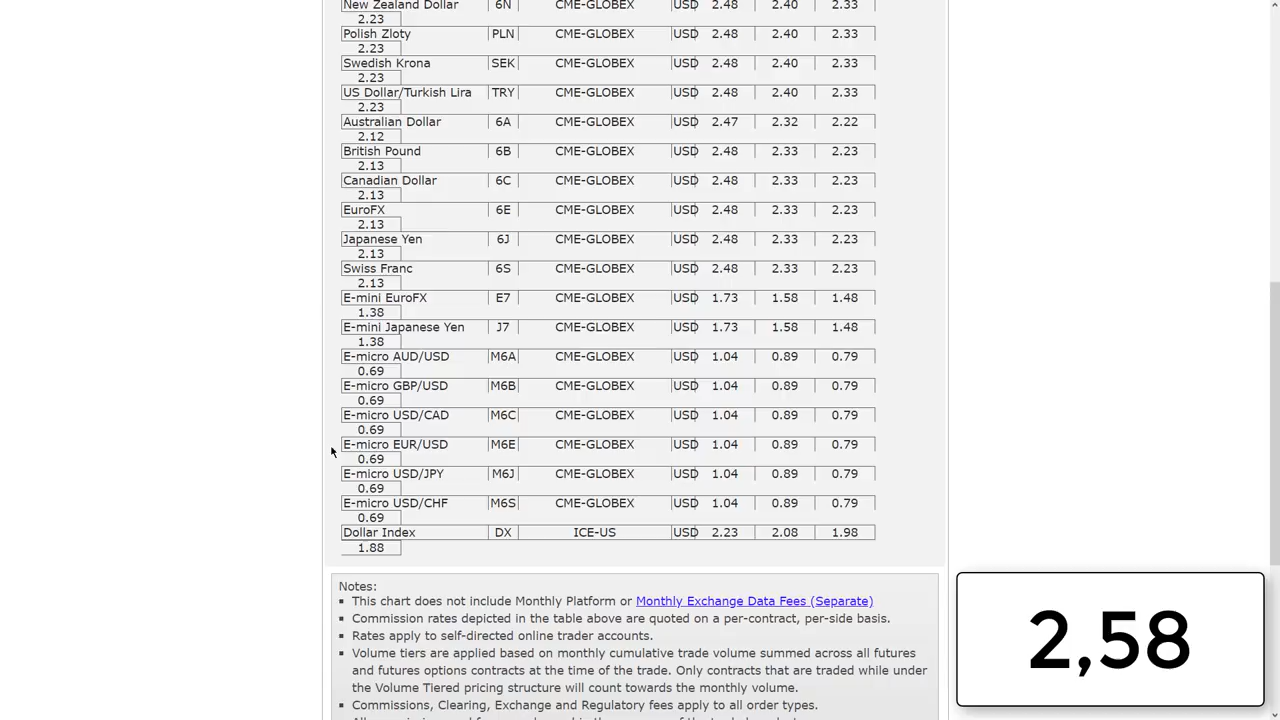 New Zealand Dollar 6N CME-GLOBEX USD 2.48 2.40 2.33
2.23
Polish Zloty PLN CME-GLOBEX USD 2.48 2.40 2.33
2.23
Swedish Krona SEK CME-GLOBEX USD 2.48 2.40 2.33
2.23
US Dollar/Turkish Lira TRY CME-GLOBEX USD 2.48 2.40 2.33
2.23
Australian Dollar 6A CME-GLOBEX USD 2.47 2.32 2.22
2.12
British Pound 6B CME-GLOBEX USD 2.48 2.33 2.23
2.13
Canadian Dollar 6C CME-GLOBEX USD 2.48 2.33 2.23
2.13
EuroFX 6E CME-GLOBEX USD 2.48 2.33 2.23
2.13
Japanese Yen 6J CME-GLOBEX USD 2.48 2.33 2.23
2.13
Swiss Franc 6S CME-GLOBEX USD 2.48 2.33 2.23
2.13
E-mini EuroFX E7 CME-GLOBEX USD 1.73 1.58 1.48
1.38
E-mini Japanese Yen J7 CME-GLOBEX USD 1.73 1.58 1.48
1.38
E-micro AUD/USD M6A CME-GLOBEX USD 1.04 0.89 0.79
0.69
E-micro GBP/USD M6B CME-GLOBEX USD 1.04 0.89 0.79
0.69
E-micro USD/CAD M6C CME-GLOBEX USD 1.04 0.89 0.79
0.69
E-micro EUR/USD M6E CME-GLOBEX USD 1.04 0.89 0.79
0.69
E-micro USD/JPY M6J CME-GLOBEX USD 1.04 0.89 0.79
0.69
E-micro USD/CHF M6S CME-GLOBEX USD 1.04 0.89 0.79
0.69
Dollar Index DX ICE-US USD 2.23 2.08 1.98
1.88
Notes:
▪ This chart does not include Monthly Platform or Monthly Exchange Data Fees (Separate)
▪ Commission rates depicted in the table above are quoted on a per-contract, per-side basis.
▪ Rates apply to self-directed online trader accounts.
▪ Volume tiers are applied based on monthly cumulative trade volume summed across all futures
and futures options contracts at the time of the trade. Only contracts that are traded while under
the Volume Tiered pricing structure will count towards the monthly volume.
▪ Commissions, Clearing, Exchange and Regulatory fees apply to all order types.
2,58